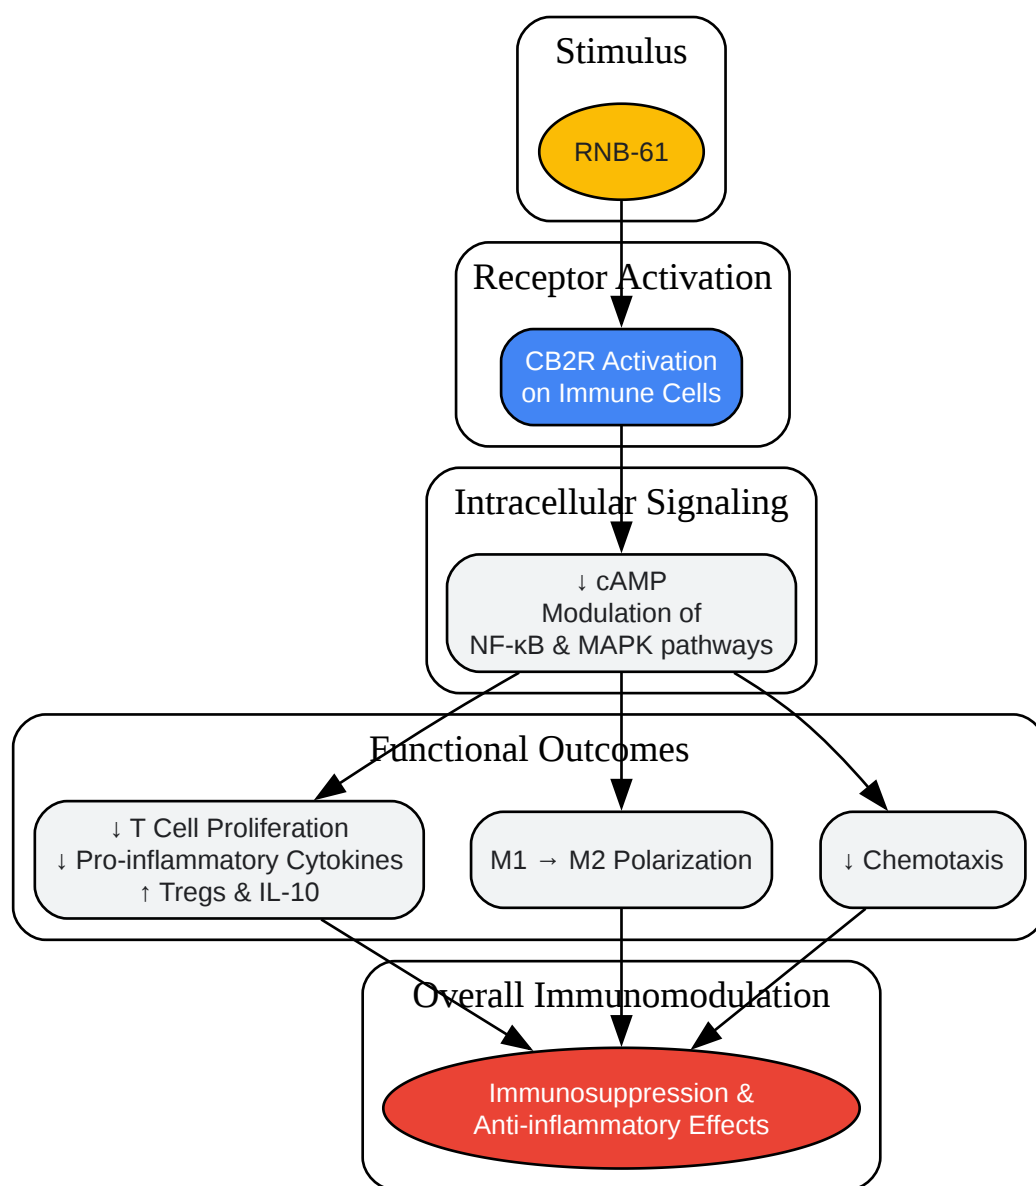 Stimulus
RNB-61
Receptor Activation
CB2R Activation
on Immune Cells
Intracellular Signaling
↓ cAMP
Modulation of
NF-κB & MAPK pathways
Functional Outcomes
↓ T Cell Proliferation
↓ Pro-inflammatory Cytokines
↑ Tregs & IL-10
M1 → M2 Polarization
↓ Chemotaxis
Overall Immunomodulation
Immunosuppression &
Anti-inflammatory Effects